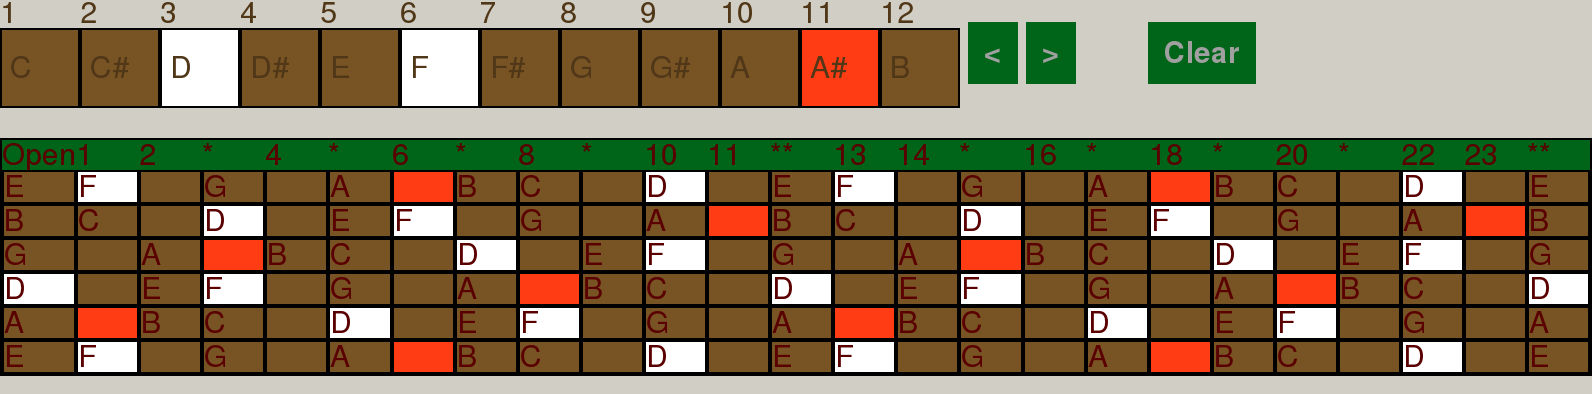 1 2 3 4 5 6 7 8 9 10 11 12
C C# D D# E F F# G G# A A# B < > Clear
Open 1 2 * 4 * 6 * 8 * 10 11 ** 13 14 * 16 * 18 * 20 * 22 23 **
E F G A B C D E F G A B C D E
B C D E F G A B C D E F G A B
G A B C D E F G A B C D E F G
D E F G A B C D E F G A B C D
A B C D E F G A B C D E F G A
E F G A B C D E F G A B C D E